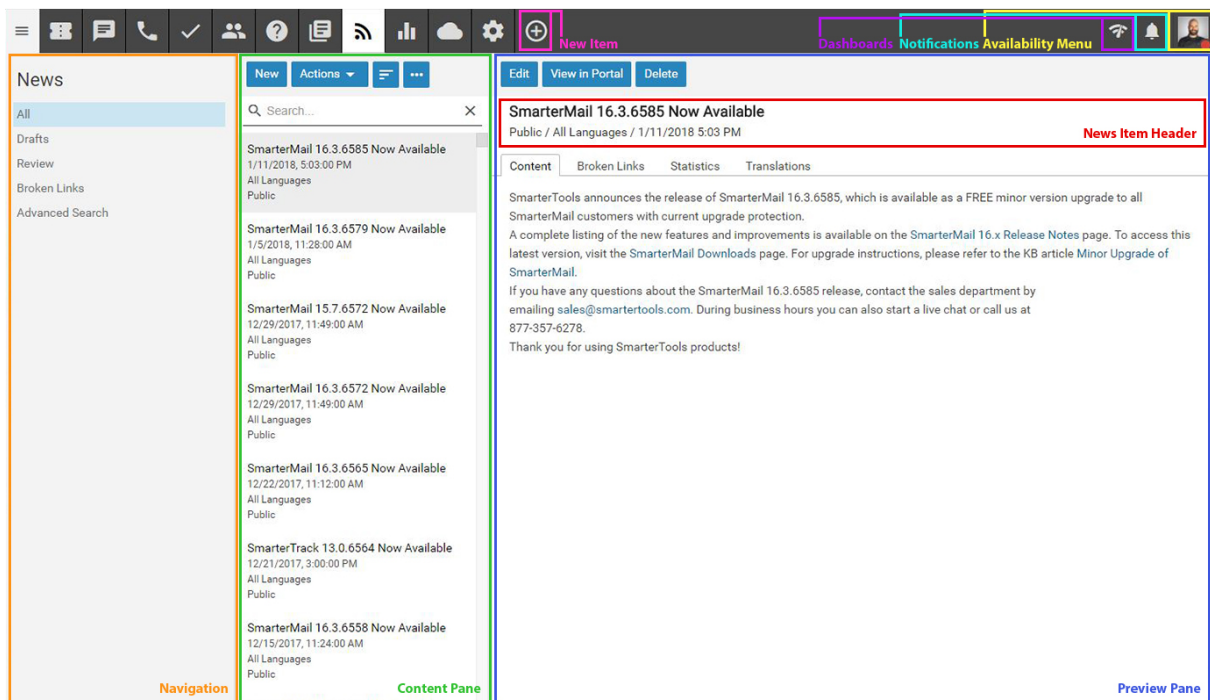 New Item
Dashboards Notifications Availability Menu
News
All
Drafts
Review
Broken Links
Advanced Search
Navigation
New Actions
Search...
SmarterMail 16.3.6585 Now Available
1/11/2018, 5:03:00 PM
All Languages
Public
SmarterMail 16.3.6579 Now Available
1/5/2018, 11:28:00 AM
All Languages
Public
SmarterMail 15.7.6572 Now Available
12/29/2017, 11:49:00 AM
All Languages
Public
SmarterMail 16.3.6572 Now Available
12/29/2017, 11:49:00 AM
All Languages
Public
SmarterMail 16.3.6565 Now Available
12/22/2017, 11:12:00 AM
All Languages
Public
SmarterTrack 13.0.6564 Now Available
12/21/2017, 3:00:00 PM
All Languages
Public
SmarterMail 16.3.6558 Now Available
12/15/2017, 11:24:00 AM
All Languages
Public
Content Pane
Edit View in Portal Delete
SmarterMail 16.3.6585 Now Available
Public / All Languages / 1/11/2018 5:03 PM
News Item Header
Content Broken Links Statistics Translations
SmarterTools announces the release of SmarterMail 16.3.6585, which is available as a FREE minor version upgrade to all
SmarterMail customers with current upgrade protection.
A complete listing of the new features and improvements is available on the SmarterMail 16.x Release Notes page. To access this
latest version, visit the SmarterMail Downloads page. For upgrade instructions, please refer to the KB article Minor Upgrade of
SmarterMail.
If you have any questions about the SmarterMail 16.3.6585 release, contact the sales department by
emailing sales@smartertools.com. During business hours you can also start a live chat or call us at
877-357-6278.
Thank you for using SmarterTools products!
Preview Pane